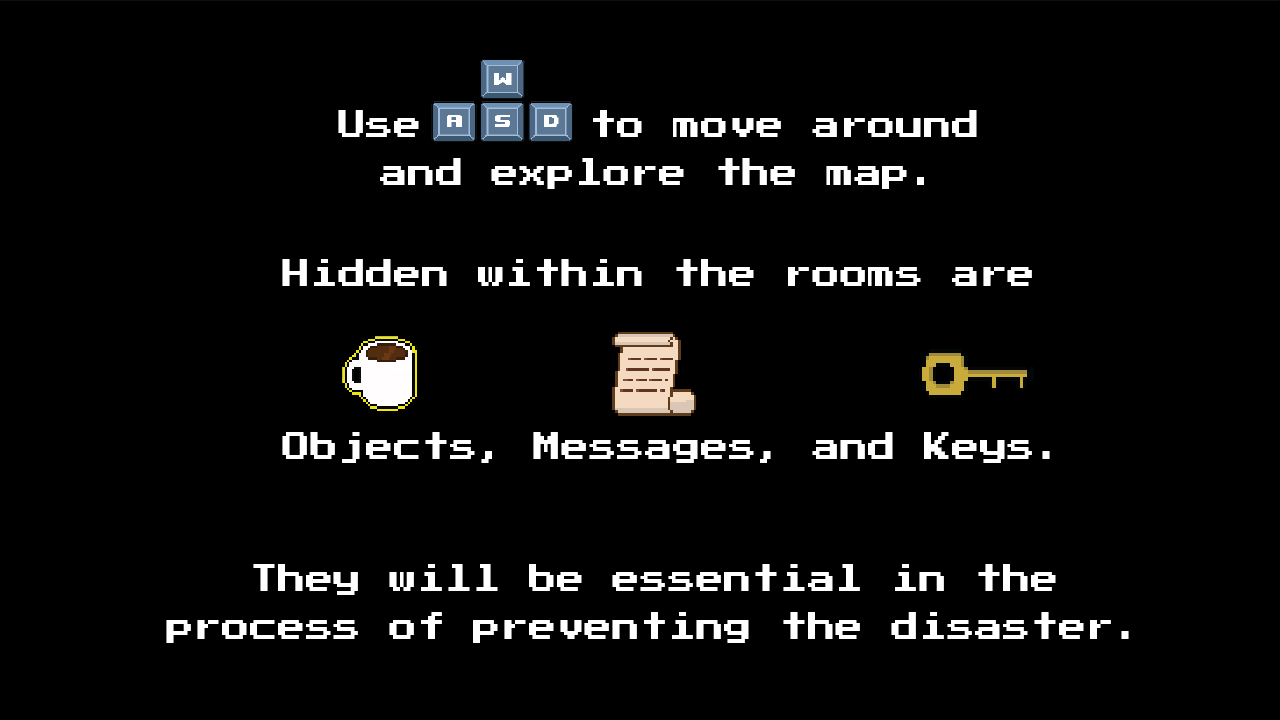 W
Use A S D to move around
and explore the map.
Hidden within the rooms are
Objects, Messages, and Keys.
They will be essential in the
process of preventing the disaster.